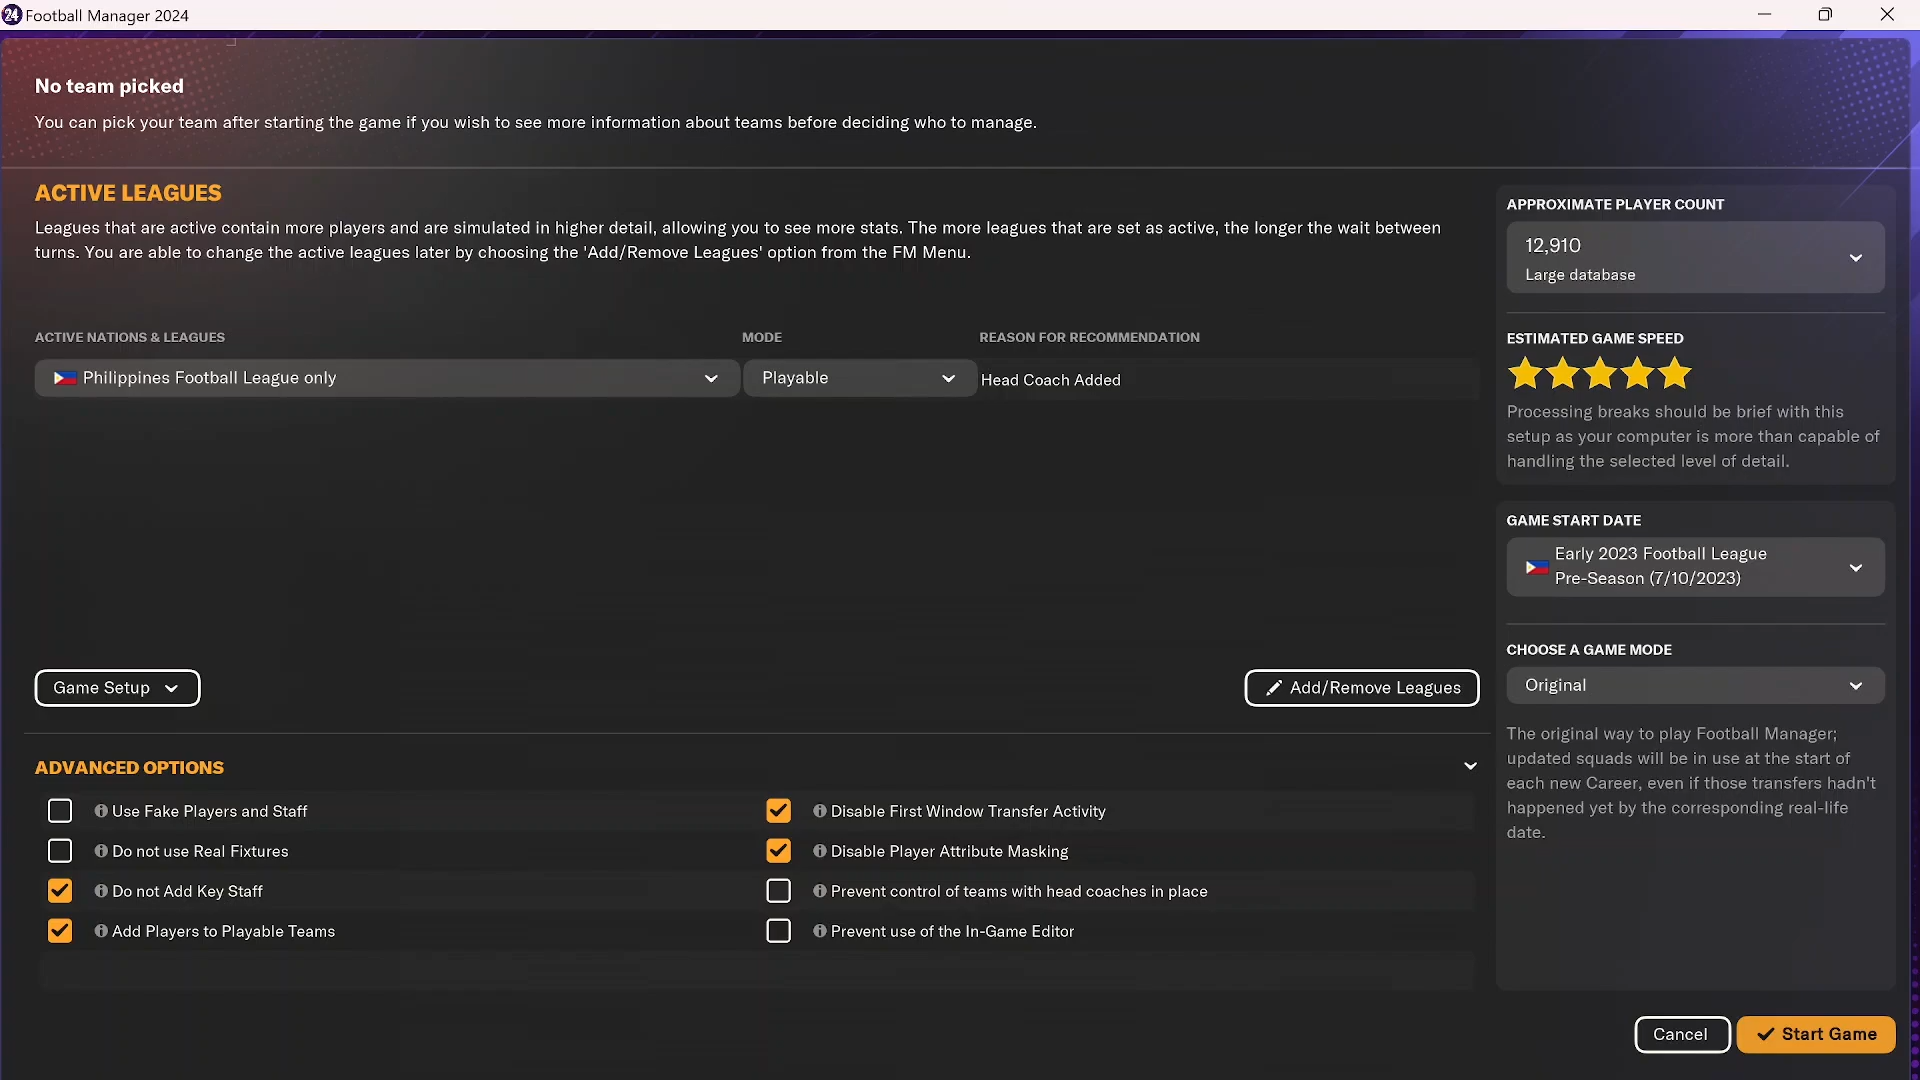 24 Football Manager 2024
No team picked
You can pick your team after starting the game if you wish to see more information about teams before deciding who to manage.
ACTIVE LEAGUES
Leagues that are active contain more players and are simulated in higher detail, allowing you to see more stats. The more leagues that are set as active, the longer the wait between
turns. You are able to change the active leagues later by choosing the 'Add/Remove Leagues' option from the FM Menu.
ACTIVE NATIONS & LEAGUES
MODE
REASON FOR RECOMMENDATION
Philippines Football League only
Playable
Head Coach Added
Game Setup
Add/Remove Leagues
ADVANCED OPTIONS
Use Fake Players and Staff
Disable First Window Transfer Activity
Do not use Real Fixtures
Disable Player Attribute Masking
Do not Add Key Staff
Prevent control of teams with head coaches in place
Add Players to Playable Teams
Prevent use of the In-Game Editor
APPROXIMATE PLAYER COUNT
12,910
Large database
ESTIMATED GAME SPEED
Processing breaks should be brief with this
setup as your computer is more than capable of
handling the selected level of detail.
GAME START DATE
Early 2023 Football League
Pre-Season (7/10/2023)
CHOOSE A GAME MODE
Original
The original way to play Football Manager;
updated squads will be in use at the start of
each new Career, even if those transfers hadn't
happened yet by the corresponding real-life
date.
Cancel
Start Game